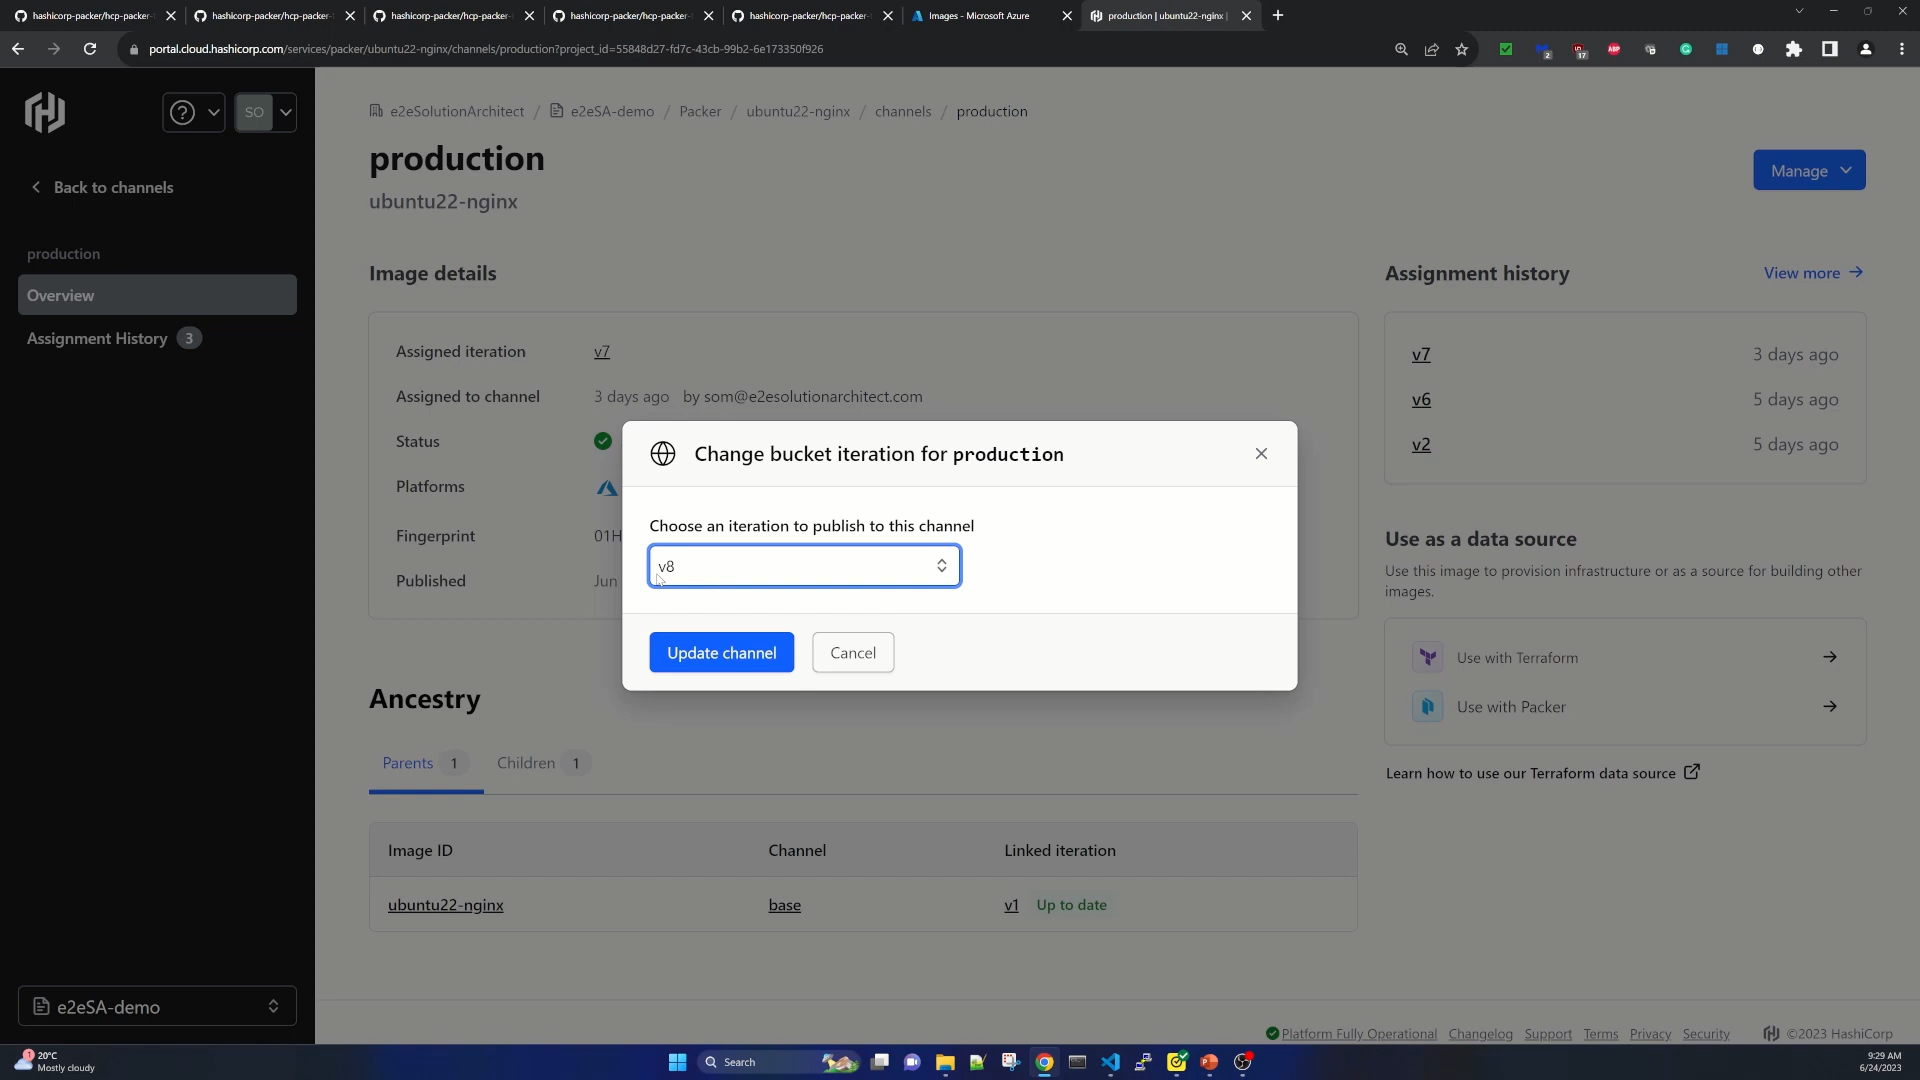 hashicorp-packer/hcp-packer-
hashicorp-packer/hcp-packer-
hashicorp-packer/hcp-packer-
hashicorp-packer/hcp-packer-
hashicorp-packer/hcp-packer-
Images - Microsoft Azure
production | ubuntu22-nginx |
portal.cloud.hashicorp.com/services/packer/ubuntu22-nginx/channels/production?project_id=55848d27-fd7c-43cb-99b2-6e173350f926
2
17
ABP
SO
e2eSolutionArchitect / e2eSA-demo / Packer / ubuntu22-nginx / channels / production
production
Manage
ubuntu22-nginx
Back to channels
production
Overview
Assignment History 3
Image details
Assigned iteration v7
Assigned to channel 3 days ago by som@e2esolutionarchitect.com
Status
Platforms
Fingerprint 01H
Published Jun
Assignment history
View more
v7 3 days ago
v6 5 days ago
v2 5 days ago
Change bucket iteration for production
Choose an iteration to publish to this channel
v8
Update channel
Cancel
Use as a data source
Use this image to provision infrastructure or as a source for building other
images.
Use with Terraform
Use with Packer
Learn how to use our Terraform data source
Ancestry
Parents 1
Children 1
Image ID Channel Linked iteration
ubuntu22-nginx base v1 Up to date
e2eSA-demo
Platform Fully Operational Changelog Support Terms Privacy Security ©2023 HashiCorp
1
20°C
Mostly cloudy
Search
9:29 AM
6/24/2023